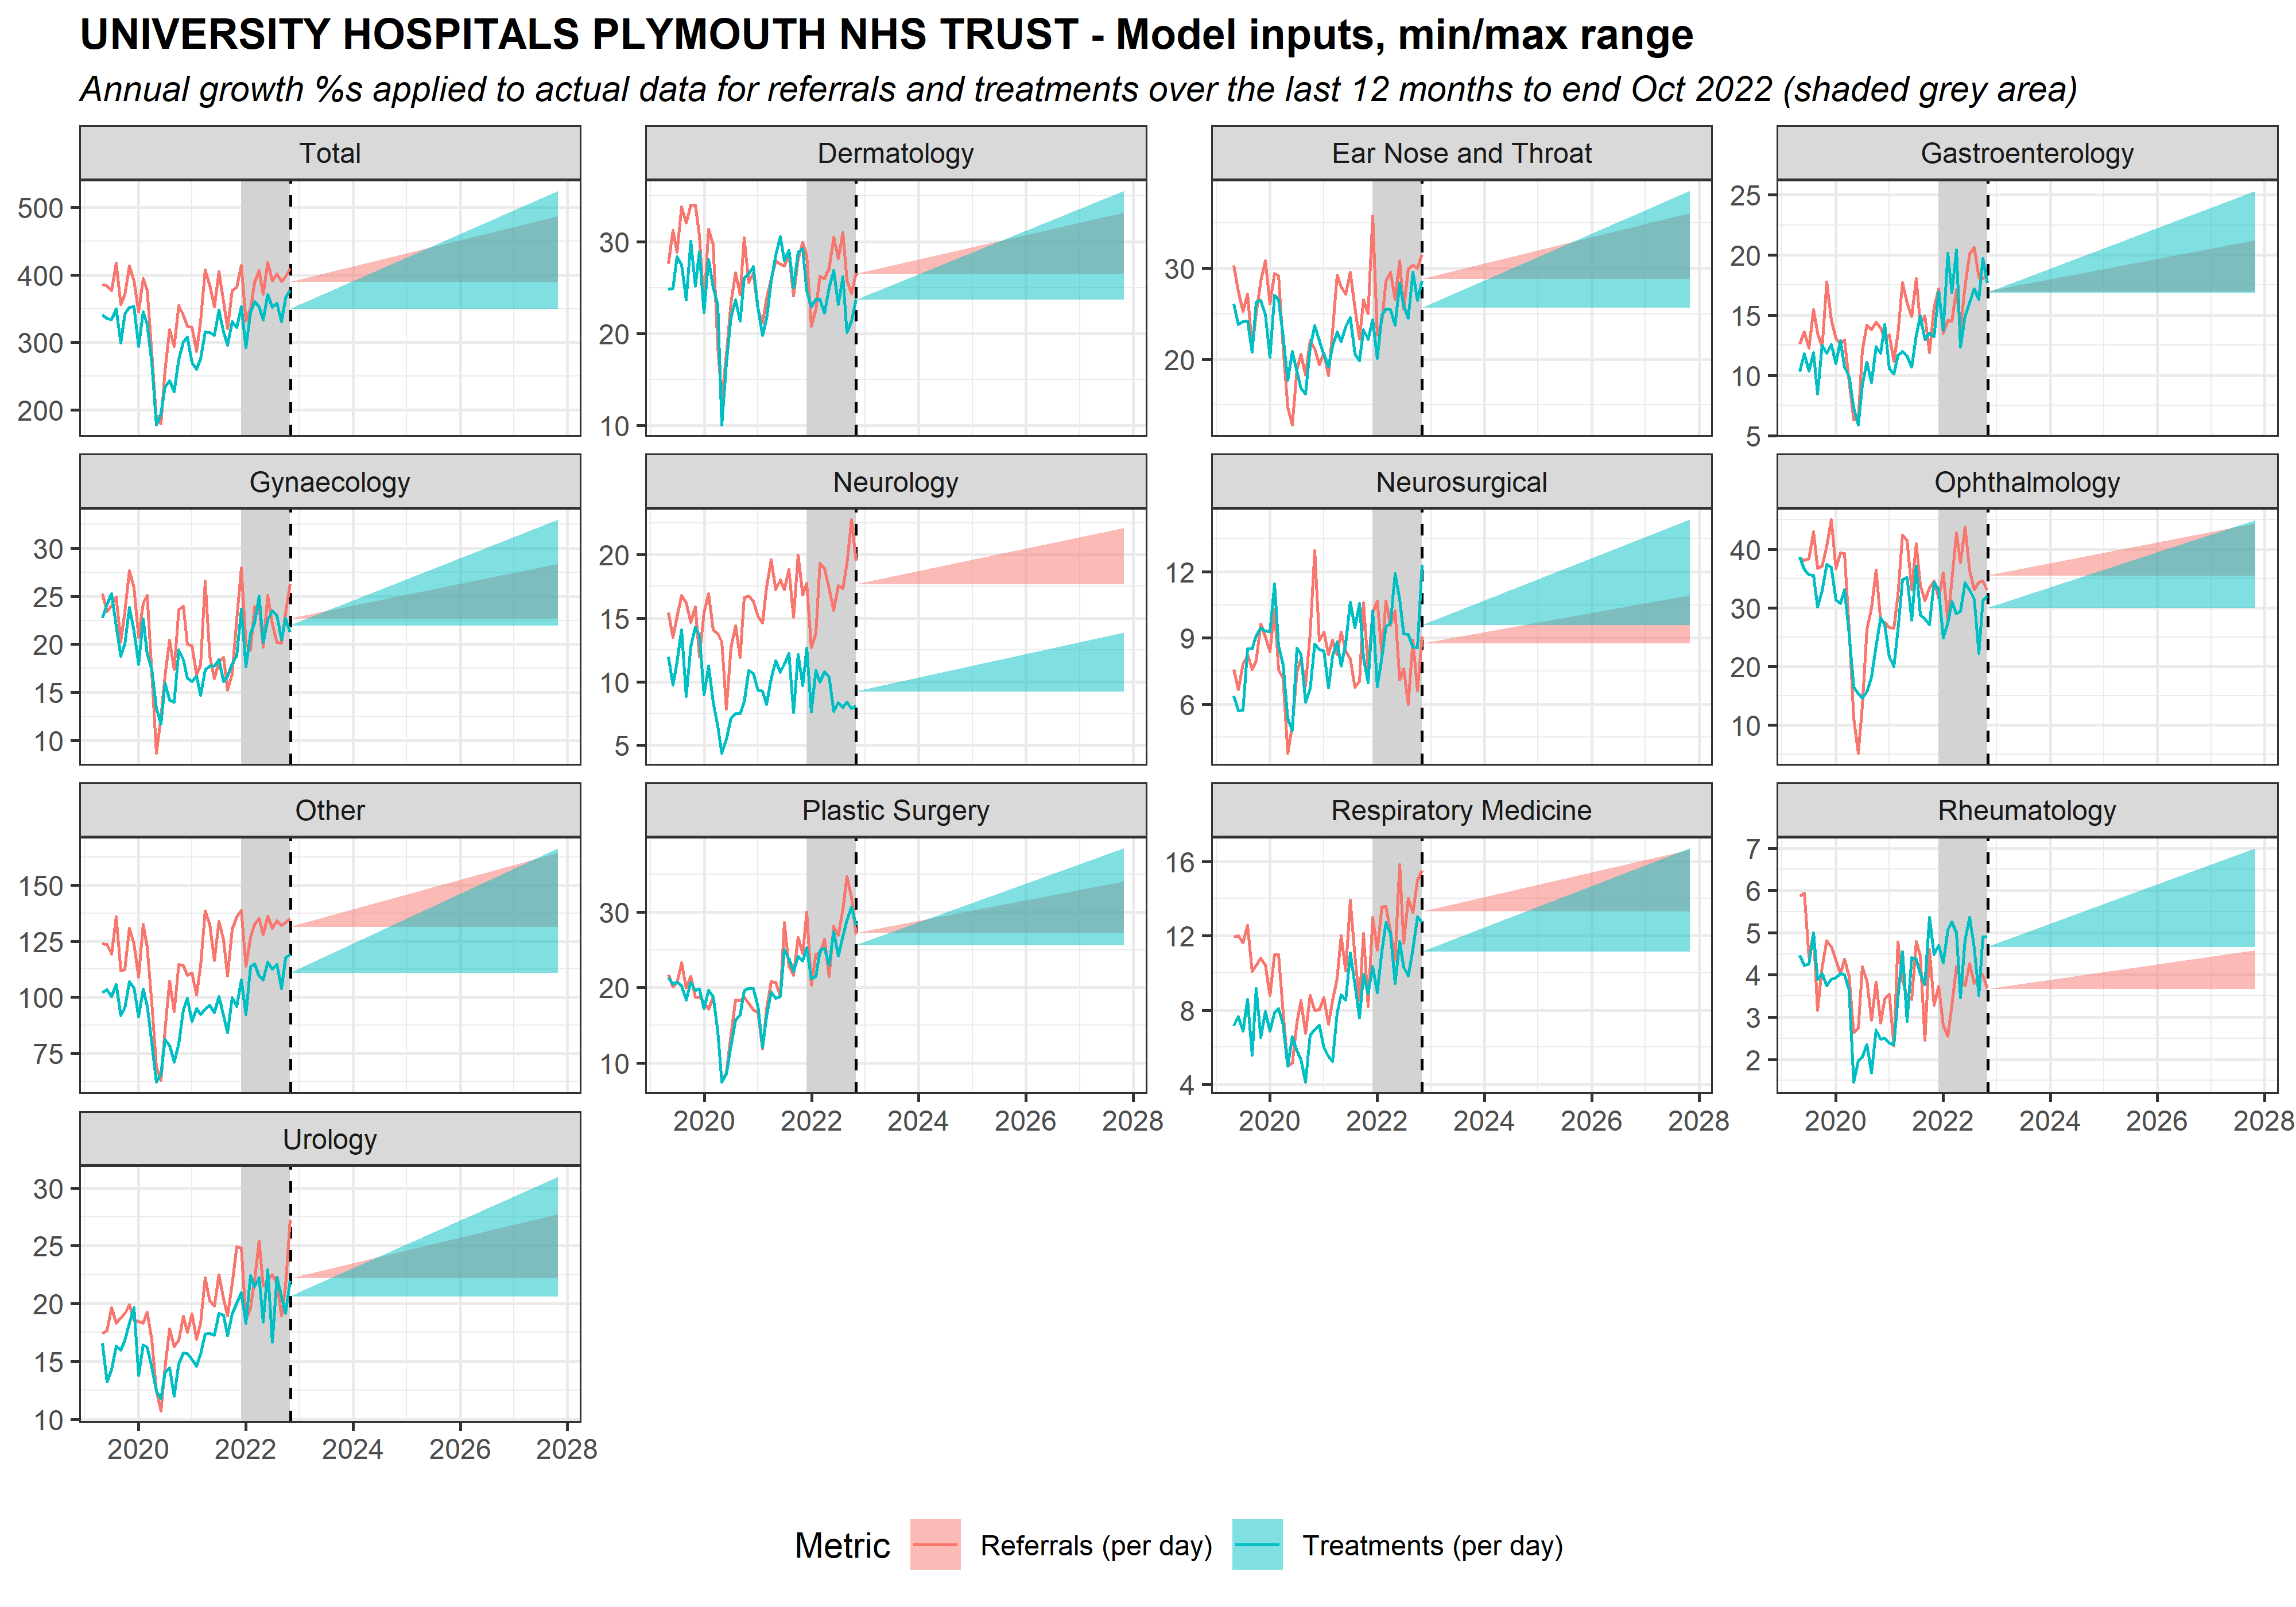 UNIVERSITY HOSPITALS PLYMOUTH NHS TRUST - Model inputs, min/max range
Annual growth %s applied to actual data for referrals and treatments over the last 12 months to end Oct 2022 (shaded grey area)
Total
500
400
300
200
Dermatology
30
20
10
Ear Nose and Throat
30
20
Gastroenterology
25
20
15
10
5
Gynaecology
30
25
20
15
10
Neurology
20
15
10
5
Neurosurgical
12
9
6
Ophthalmology
40
30
20
10
Other
150
125
100
75
Plastic Surgery
30
20
10
2020 2022 2024 2026 2028
Respiratory Medicine
16
12
8
4
2020 2022 2024 2026 2028
Rheumatology
7
6
5
4
3
2
2020 2022 2024 2026 2028
Urology
30
25
20
15
10
2020 2022 2024 2026 2028
Metric Referrals (per day) Treatments (per day)